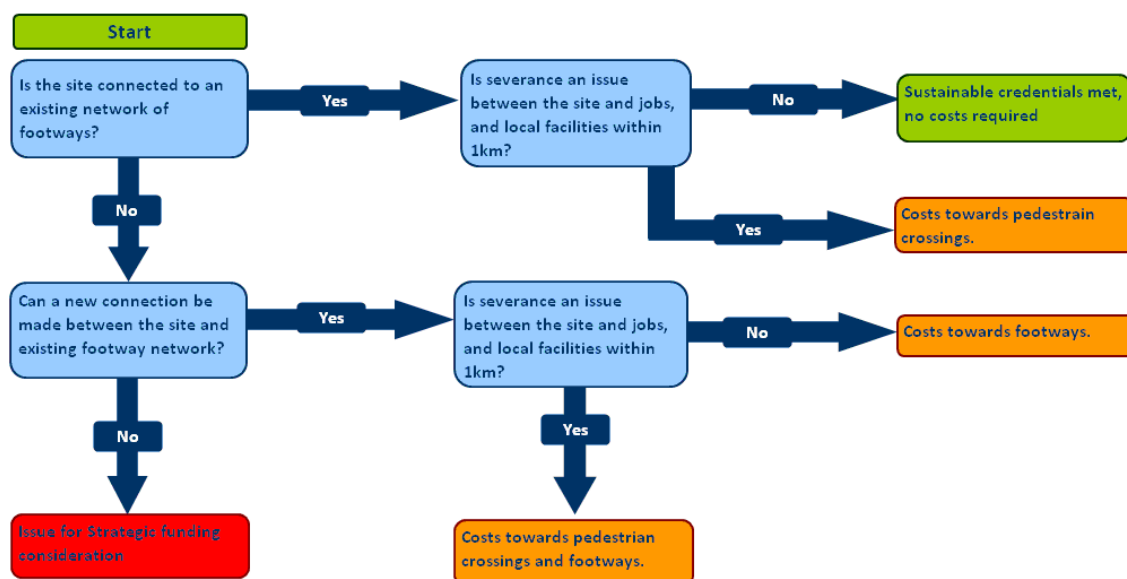 Start
Is the site connected to an
existing network of
footways?
Yes
Is severance an issue
between the site and jobs,
and local facilities within
1km?
No
Sustainable credentials met,
no costs required
No
Yes
Costs towards pedestrain
crossings.
Can a new connection be
made between the site and
existing footway network?
Yes
Is severance an issue
between the site and jobs,
and local facilities within
1km?
No
Costs towards footways.
No
Yes
Issue for Strategic funding
consideration
Costs towards pedestrian
crossings and footways.